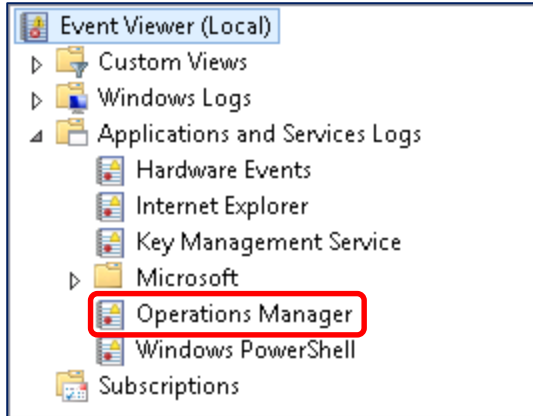 Event Viewer (Local)
Custom Views
Windows Logs
Applications and Services Logs
Hardware Events
Internet Explorer
Key Management Service
Microsoft
Operations Manager
Windows PowerShell
Subscriptions